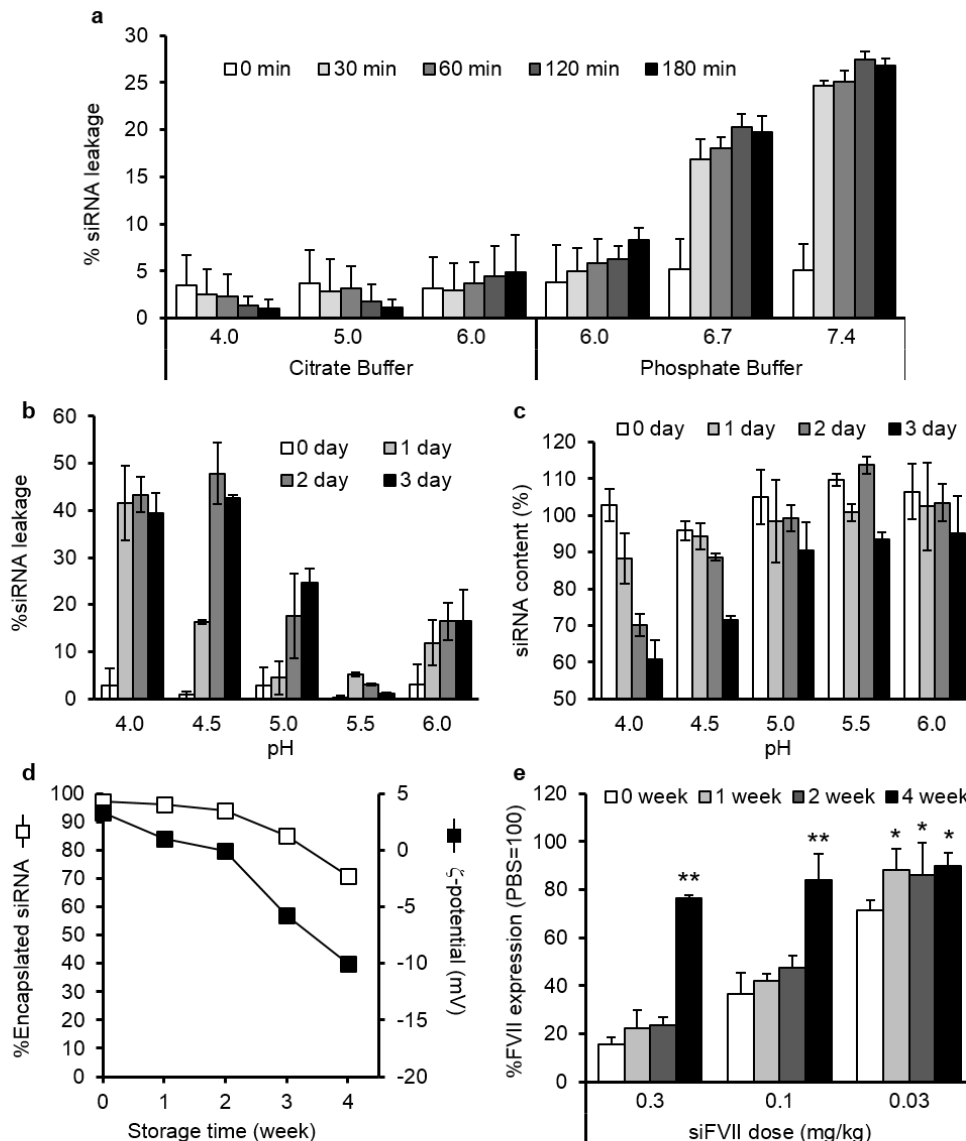 a
% siRNA leakage
30
25
20
15
10
5
0
0 min 30 min 60 min 120 min 180 min
4.0 5.0 6.0 6.0 6.7 7.4
Citrate Buffer Phosphate Buffer
b
%siRNA leakage
60
50
40
30
20
10
0
0 day 1 day
2 day 3 day
4.0 4.5 5.0 5.5 6.0
pH
c
siRNA content (%)
120
110
100
90
80
70
60
50
0 day 1 day 2 day 3 day
4.0 4.5 5.0 5.5 6.0
pH
d
%Encapslated siRNA
100
90
80
70
60
50
40
30
20
10
0
5
0
-5
-10
-15
-20
ζ-potential (mV)
0 1 2 3 4
Storage time (week)
e
%FVII expression (PBS=100)
120
100
80
60
40
20
0
0 week 1 week 2 week 4 week
** ** * * *
0.3 0.1 0.03
siFVII dose (mg/kg)